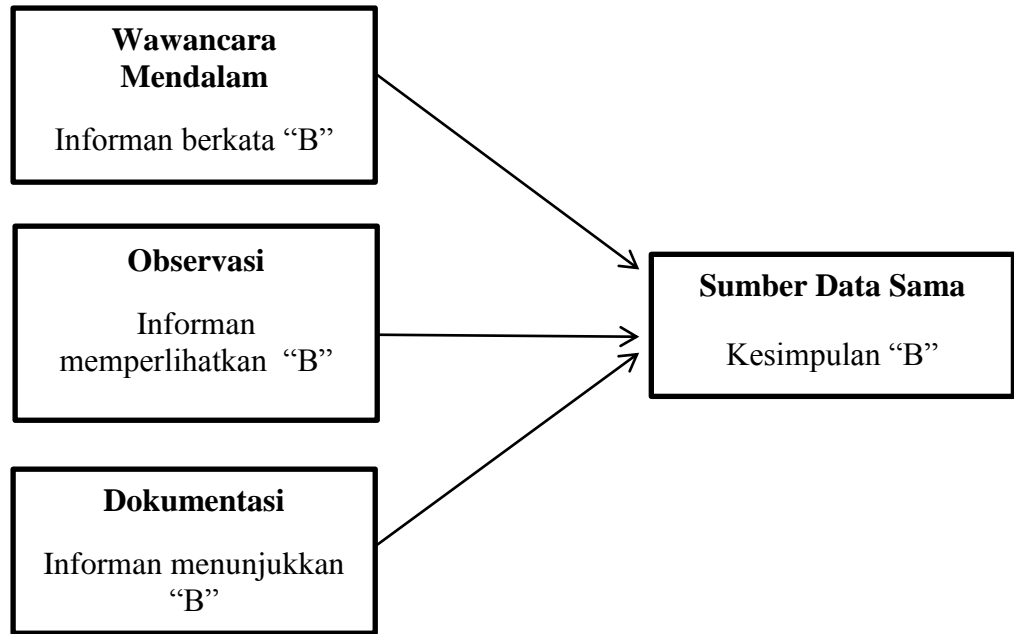 Wawancara
Mendalam
Informan berkata “B”
Observasi
Informan
memperlihatkan “B”
Dokumentasi
Informan menunjukkan
“B”
Sumber Data Sama
Kesimpulan “B”